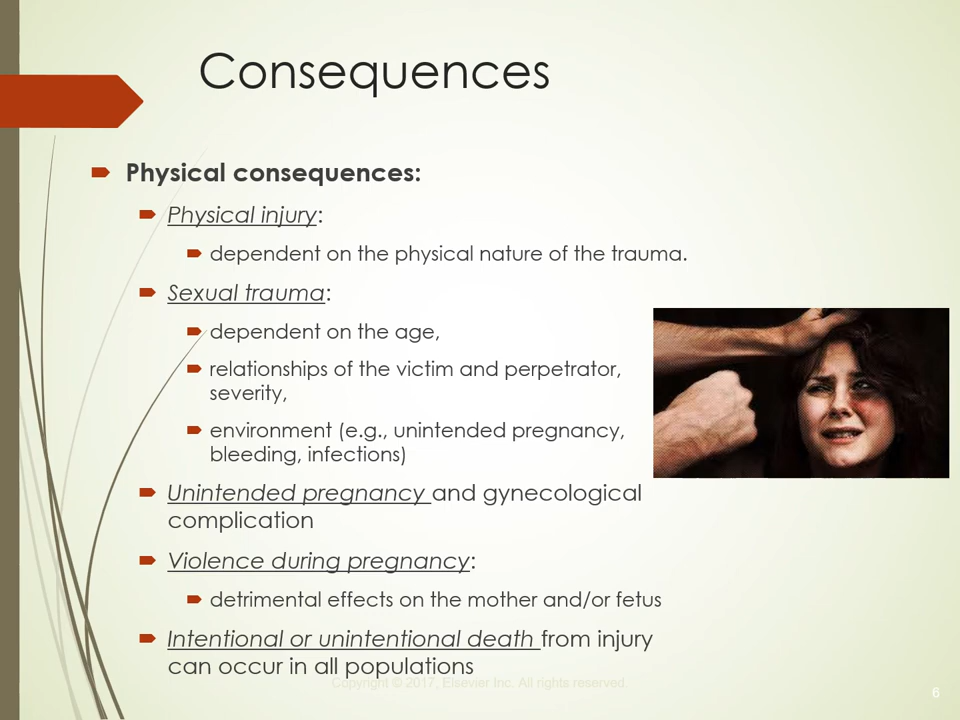 Consequences
Physical consequences:
Physical injury:
dependent on the physical nature of the trauma.
Sexual trauma:
dependent on the age,
relationships of the victim and perpetrator,
severity,
environment (e.g., unintended pregnancy,
bleeding, infections)
Unintended pregnancy and gynecological
complication
Violence during pregnancy:
detrimental effects on the mother and/or fetus
Intentional or unintentional death from injury
can occur in all populations
Copyright © 2017, Elsevier Inc. All rights reserved.
6